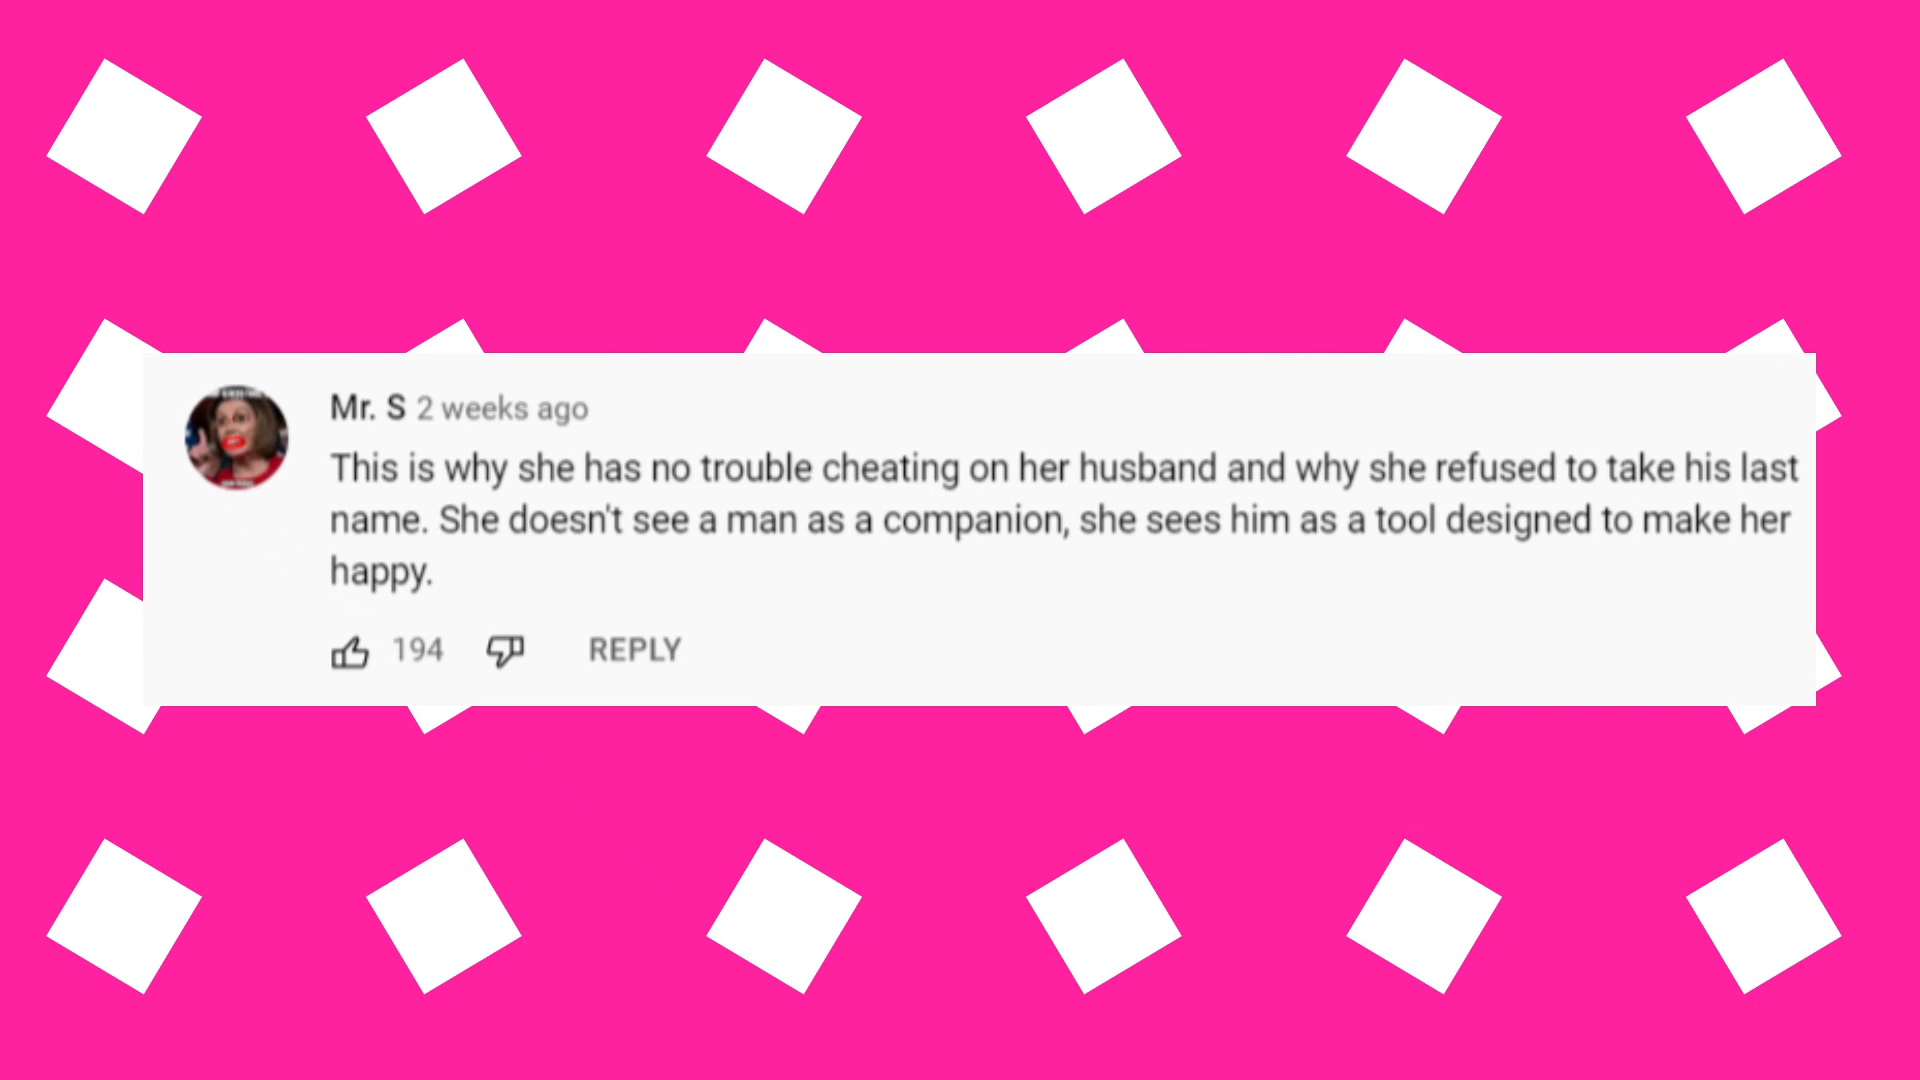 Mr. S 2 weeks ago
This is why she has no trouble cheating on her husband and why she refused to take his last
name. She doesn't see a man as a companion, she sees him as a tool designed to make her
happy.
194 REPLY